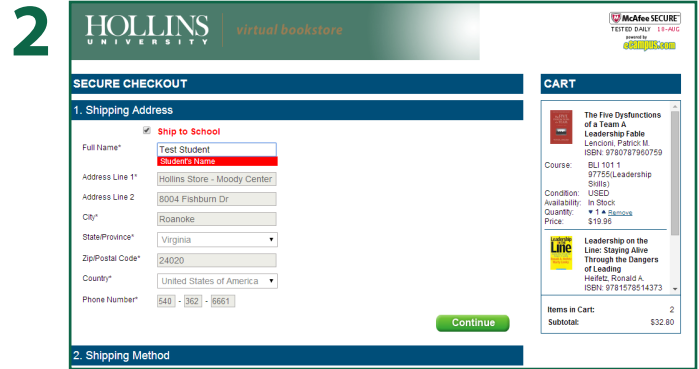 2
HOLLINS
UNIVERSITY
virtual bookstore
McAfee SECURE
TESTED DAILY 14-AUG
powered by
eCampus.com
SECURE CHECKOUT
1. Shipping Address
Ship to School
Full Name* Test Student
Student's Name
Address Line 1* Hollins Store - Moody Center
Address Line 2 8004 Fishburn Dr
City* Roanoke
State/Province* Virginia
Zip/Postal Code* 24020
Country* United States of America
Phone Number* 540 - 362 - 6661
Continue
2. Shipping Method
CART
The Five Dysfunctions
of a Team A
Leadership Fable
Lencioni, Patrick M.
ISBN: 9780787960759
Course: BLI 101 1
97755(Leadership
Skills)
Condition: USED
Availability: In Stock
Quantity: 1 Remove
Price: $19.96
Leadership
Line
Leadership on the
Line: Staying Alive
Through the Dangers
of Leading
Heifetz, Ronald A.
ISBN: 9781578514373
Items in Cart: 2
Subtotal: $32.80